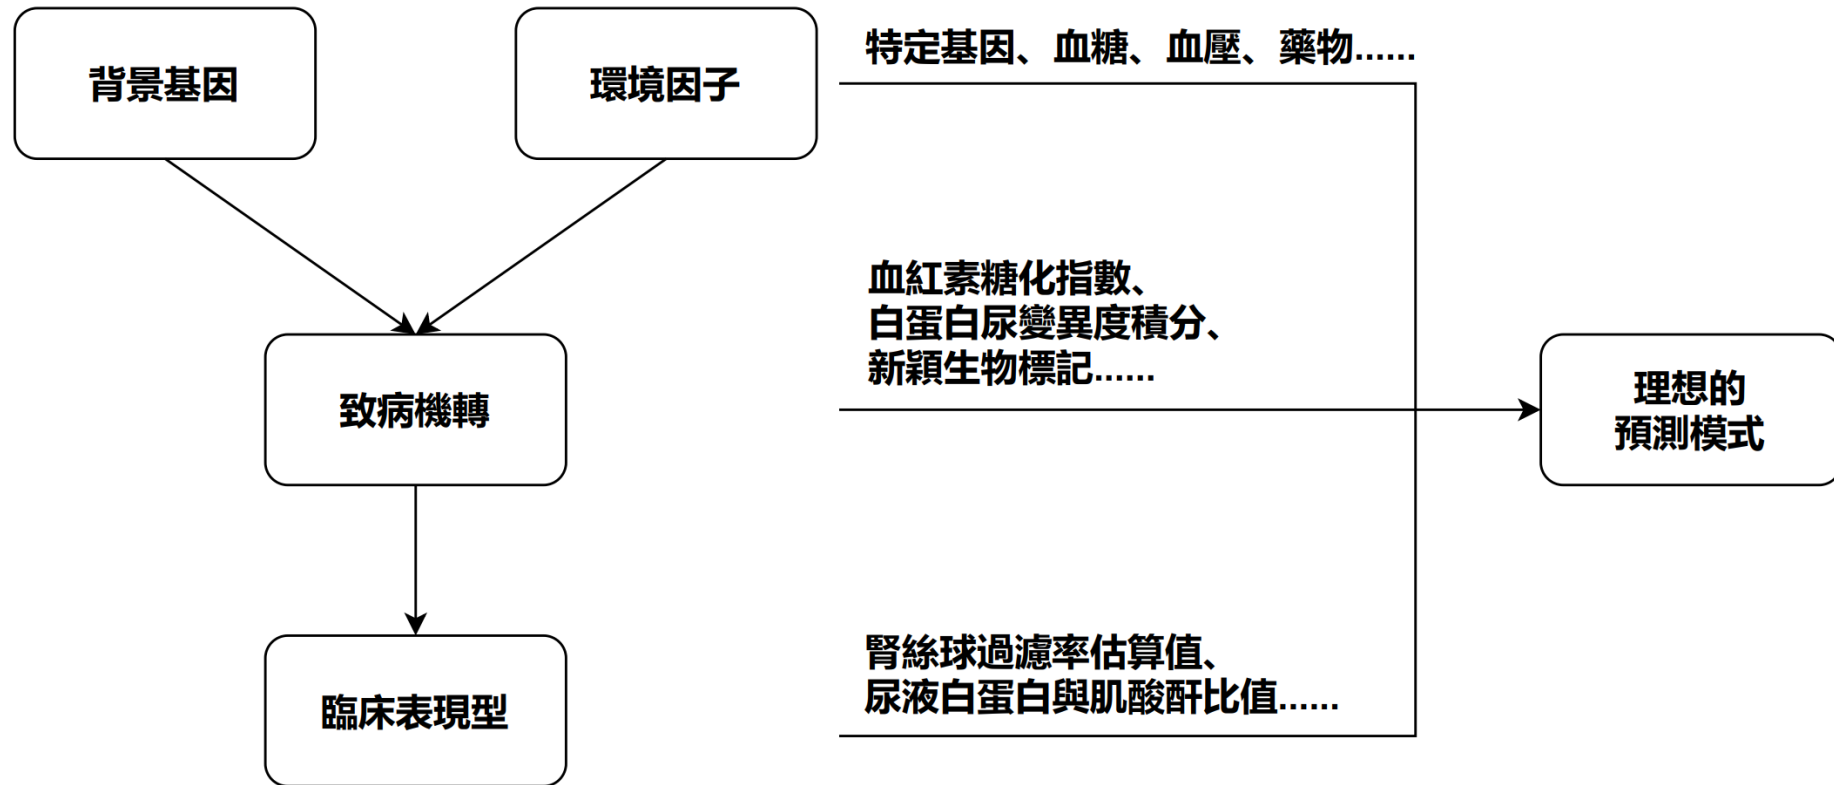 背景基因
環境因子
特定基因、血糖、血壓、藥物......
血紅素糖化指數、
白蛋白尿變異度積分、
新穎生物標記......
致病機轉
理想的
預測模式
腎絲球過濾率估算值、
尿液白蛋白與肌酸酐比值......
臨床表現型